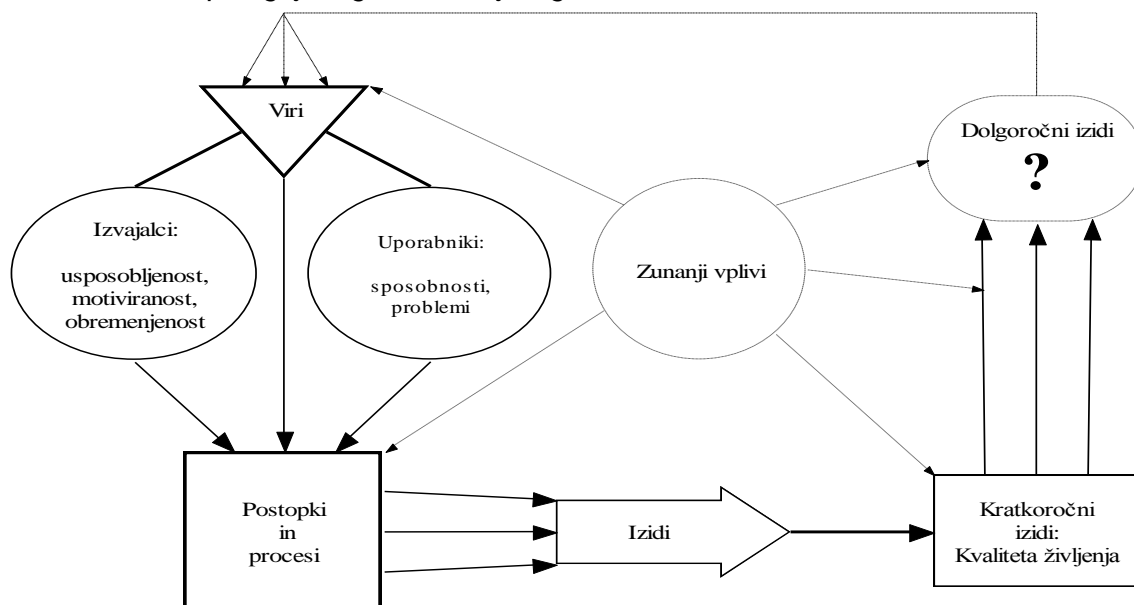 Viri
Dolgoročni izidi
?
Izvajalci:
usposobljenost,
motiviranost,
obremenjenost
Uporabniki:
sposobnosti,
problemi
Zunanji vplivi
Postopki
in
procesi
Izidi
Kratkoročni
izidi:
Kvaliteta življenja